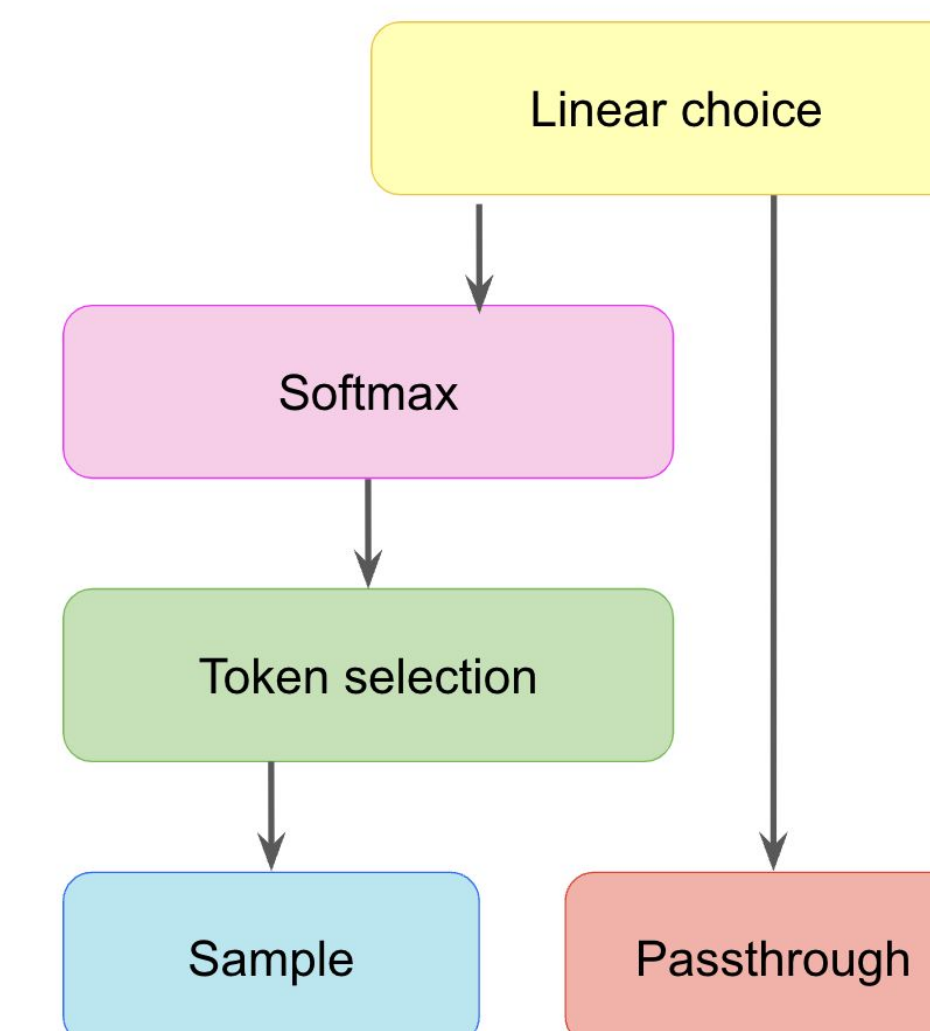 Linear choice
Softmax
Token selection
Sample
Passthrough